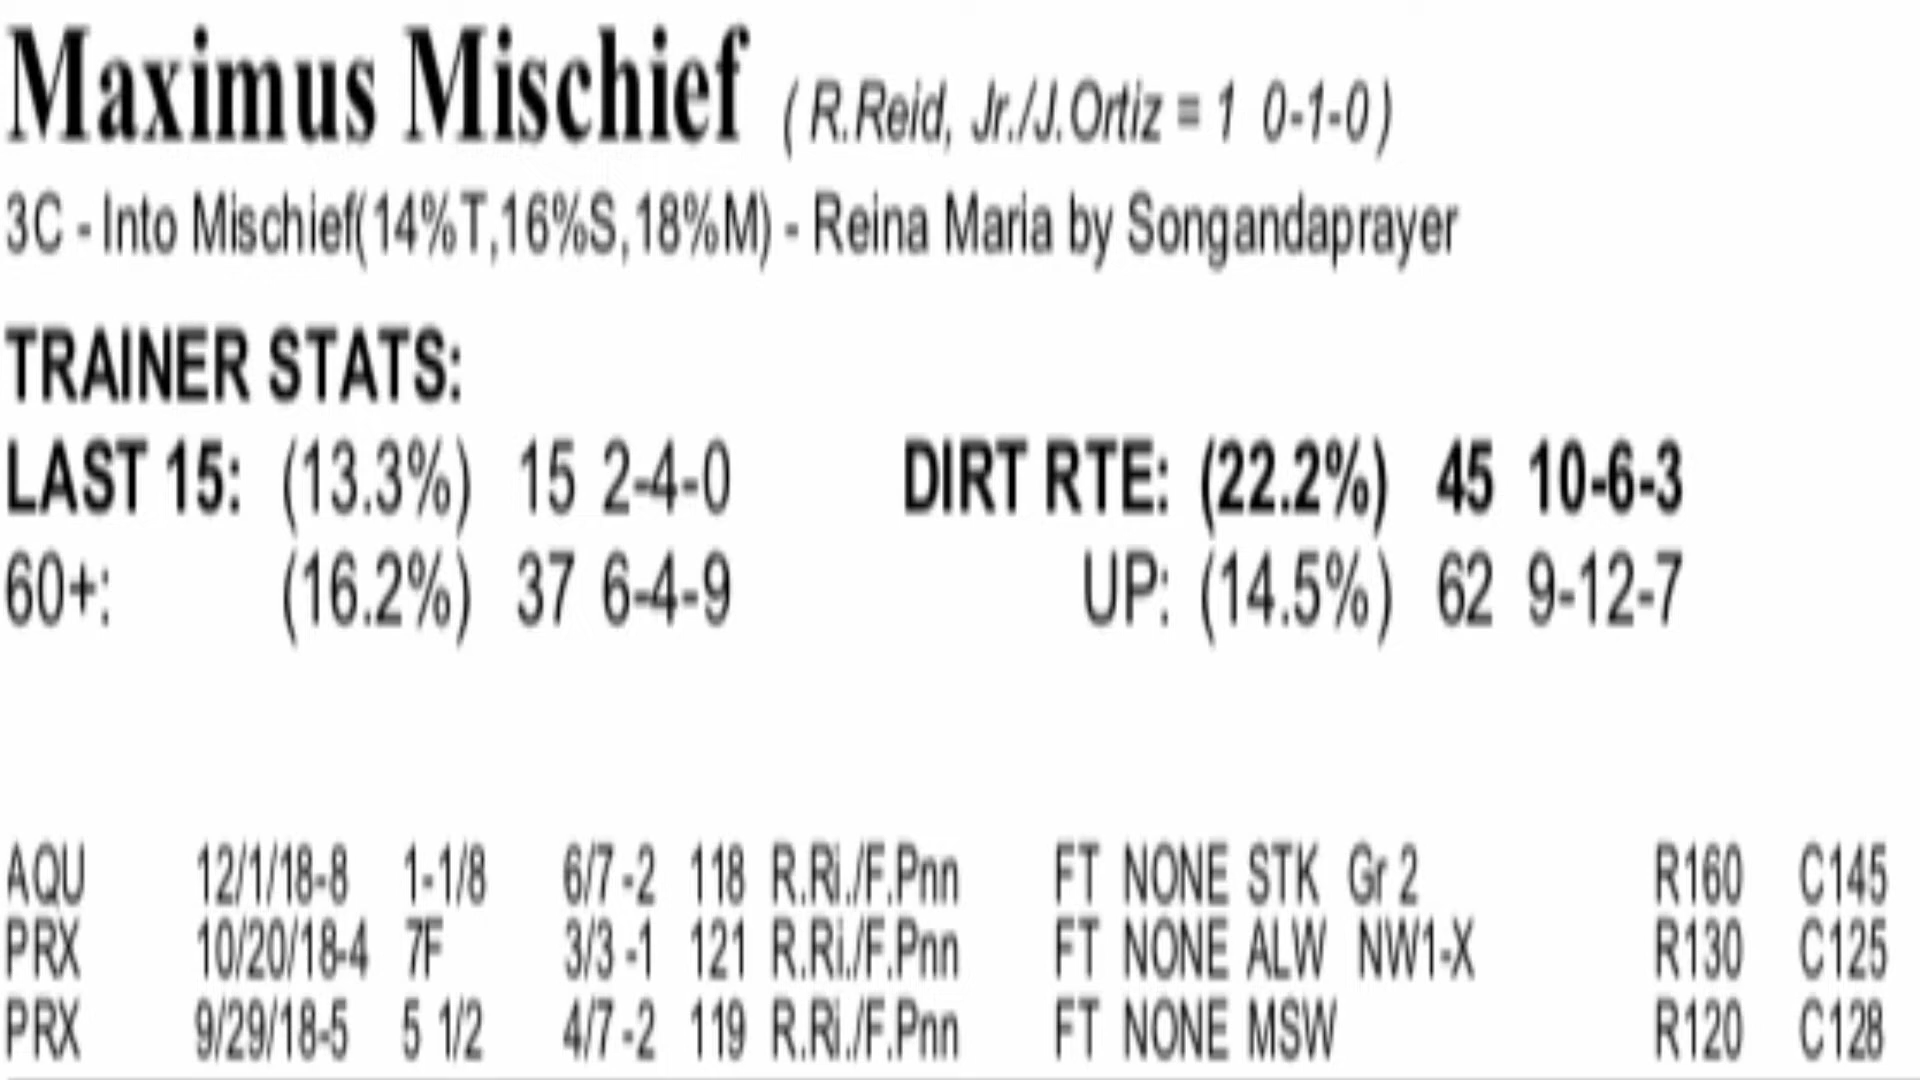 Maximus Mischief ( R.Reid, Jr./J.Ortiz = 1 0-1-0 )
3C - Into Mischief(14%T,16%S,18%M) - Reina Maria by Songandaprayer
TRAINER STATS:
LAST 15: (13.3%) 15 2-4-0 DIRT RTE: (22.2%) 45 10-6-3
60+: (16.2%) 37 6-4-9 UP: (14.5%) 62 9-12-7
AQU 12/1/18-8 1-1/8 6/7 -2 118 R.Ri./F.Pnn FT NONE STK Gr 2 R160 C145
PRX 10/20/18-4 7F 3/3 -1 121 R.Ri./F.Pnn FT NONE ALW NW1-X R130 C125
PRX 9/29/18-5 5 1/2 4/7 -2 119 R.Ri./F.Pnn FT NONE MSW R120 C128